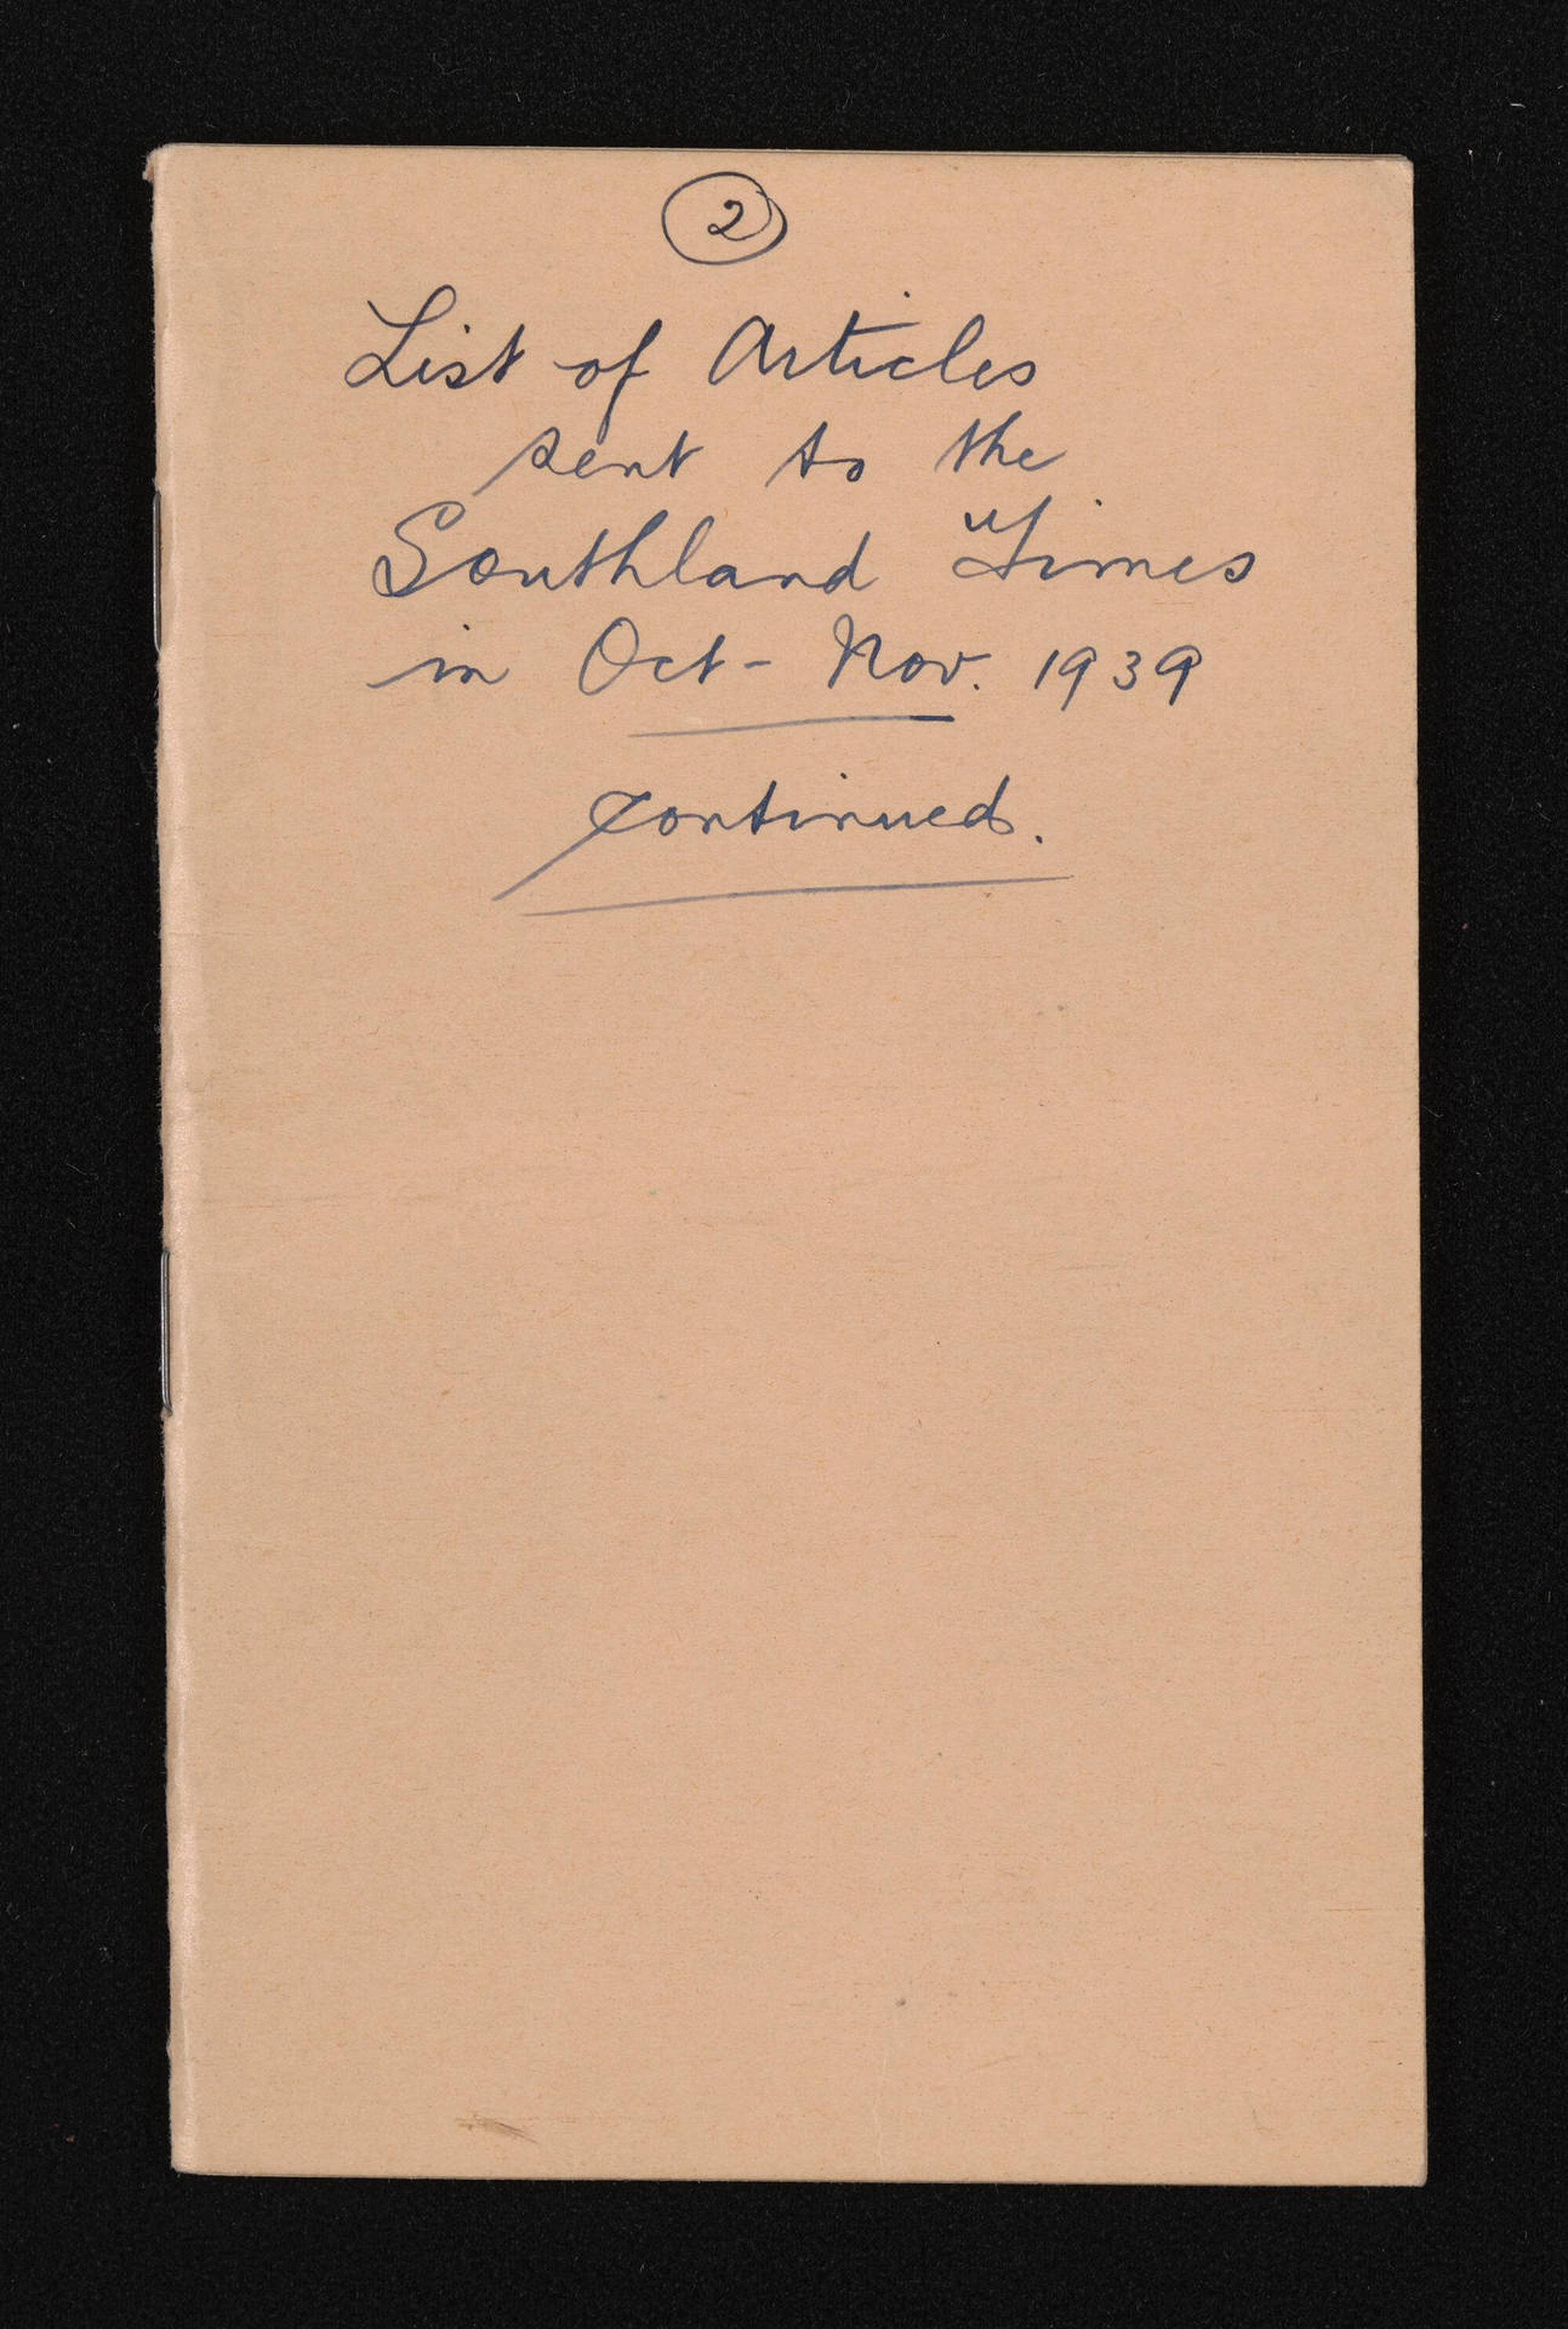 2
List of Articles
sent to the
Southland Times
in Oct - Nov. 1939
continued.